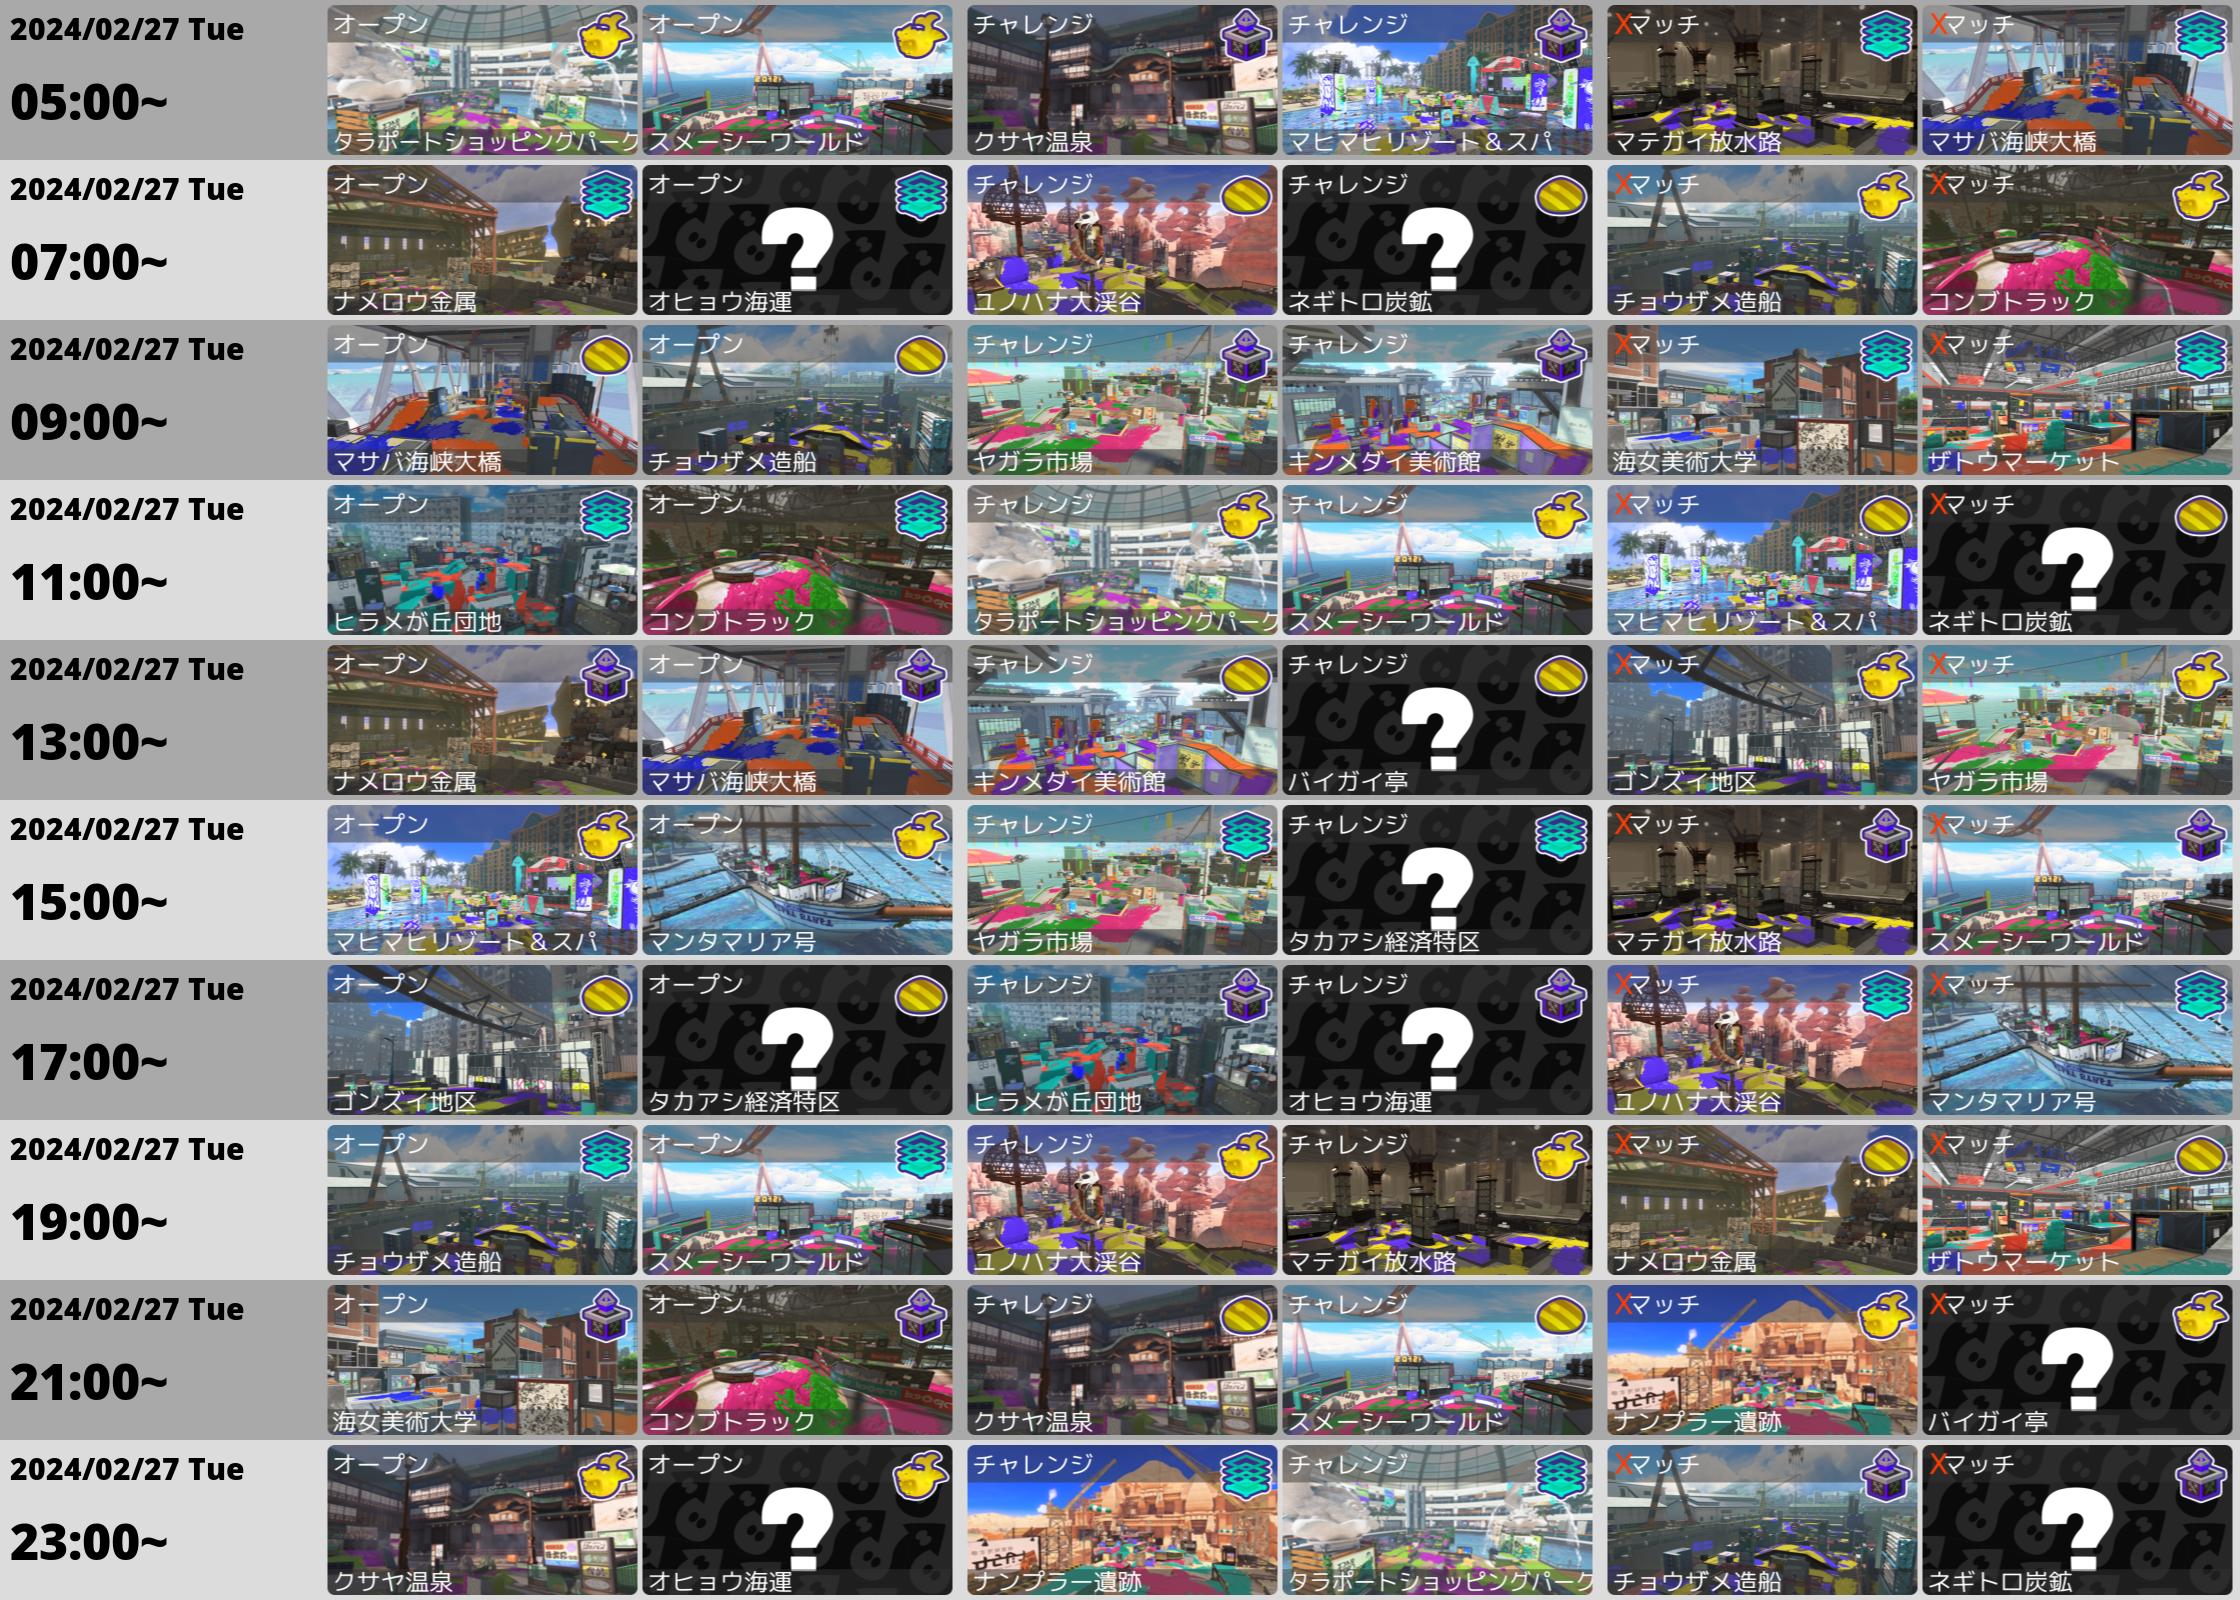 2024/02/27 Tue
05:00~
オープン
タラポートショッピングパーク
オープン
スメーシーワールド
チャレンジ
クサヤ温泉
チャレンジ
マヒマヒリゾート＆スパ
Xマッチ
マテガイ放水路
Xマッチ
マサバ海峡大橋
2024/02/27 Tue
07:00~
オープン
ナメロウ金属
オープン
?
オヒョウ海運
チャレンジ
ユノハナ大渓谷
チャレンジ
?
ネギトロ炭鉱
Xマッチ
チョウザメ造船
Xマッチ
コンブトラック
2024/02/27 Tue
09:00~
オープン
マサバ海峡大橋
オープン
チョウザメ造船
チャレンジ
ヤガラ市場
チャレンジ
キンメダイ美術館
Xマッチ
海女美術大学
Xマッチ
ザトウマーケット
2024/02/27 Tue
11:00~
オープン
ヒラメが丘団地
オープン
コンブトラック
チャレンジ
タラポートショッピングパーク
チャレンジ
スメーシーワールド
Xマッチ
マヒマヒリゾート＆スパ
Xマッチ
?
ネギトロ炭鉱
2024/02/27 Tue
13:00~
オープン
ナメロウ金属
オープン
マサバ海峡大橋
チャレンジ
キンメダイ美術館
チャレンジ
?
バイガイ亭
Xマッチ
ゴンズイ地区
Xマッチ
ヤガラ市場
2024/02/27 Tue
15:00~
オープン
マヒマヒリゾート＆スパ
オープン
マンタマリア号
チャレンジ
ヤガラ市場
チャレンジ
?
タカアシ経済特区
Xマッチ
マテガイ放水路
Xマッチ
スメーシーワールド
2024/02/27 Tue
17:00~
オープン
ゴンズイ地区
オープン
?
タカアシ経済特区
チャレンジ
ヒラメが丘団地
チャレンジ
?
オヒョウ海運
Xマッチ
ユノハナ大渓谷
Xマッチ
マンタマリア号
2024/02/27 Tue
19:00~
オープン
チョウザメ造船
オープン
スメーシーワールド
チャレンジ
ユノハナ大渓谷
チャレンジ
マテガイ放水路
Xマッチ
ナメロウ金属
Xマッチ
ザトウマーケット
2024/02/27 Tue
21:00~
オープン
海女美術大学
オープン
コンブトラック
チャレンジ
クサヤ温泉
チャレンジ
スメーシーワールド
Xマッチ
ナンプラー遺跡
Xマッチ
?
バイガイ亭
2024/02/27 Tue
23:00~
オープン
クサヤ温泉
オープン
?
オヒョウ海運
チャレンジ
ナンプラー遺跡
チャレンジ
タラポートショッピングパーク
Xマッチ
チョウザメ造船
Xマッチ
?
ネギトロ炭鉱